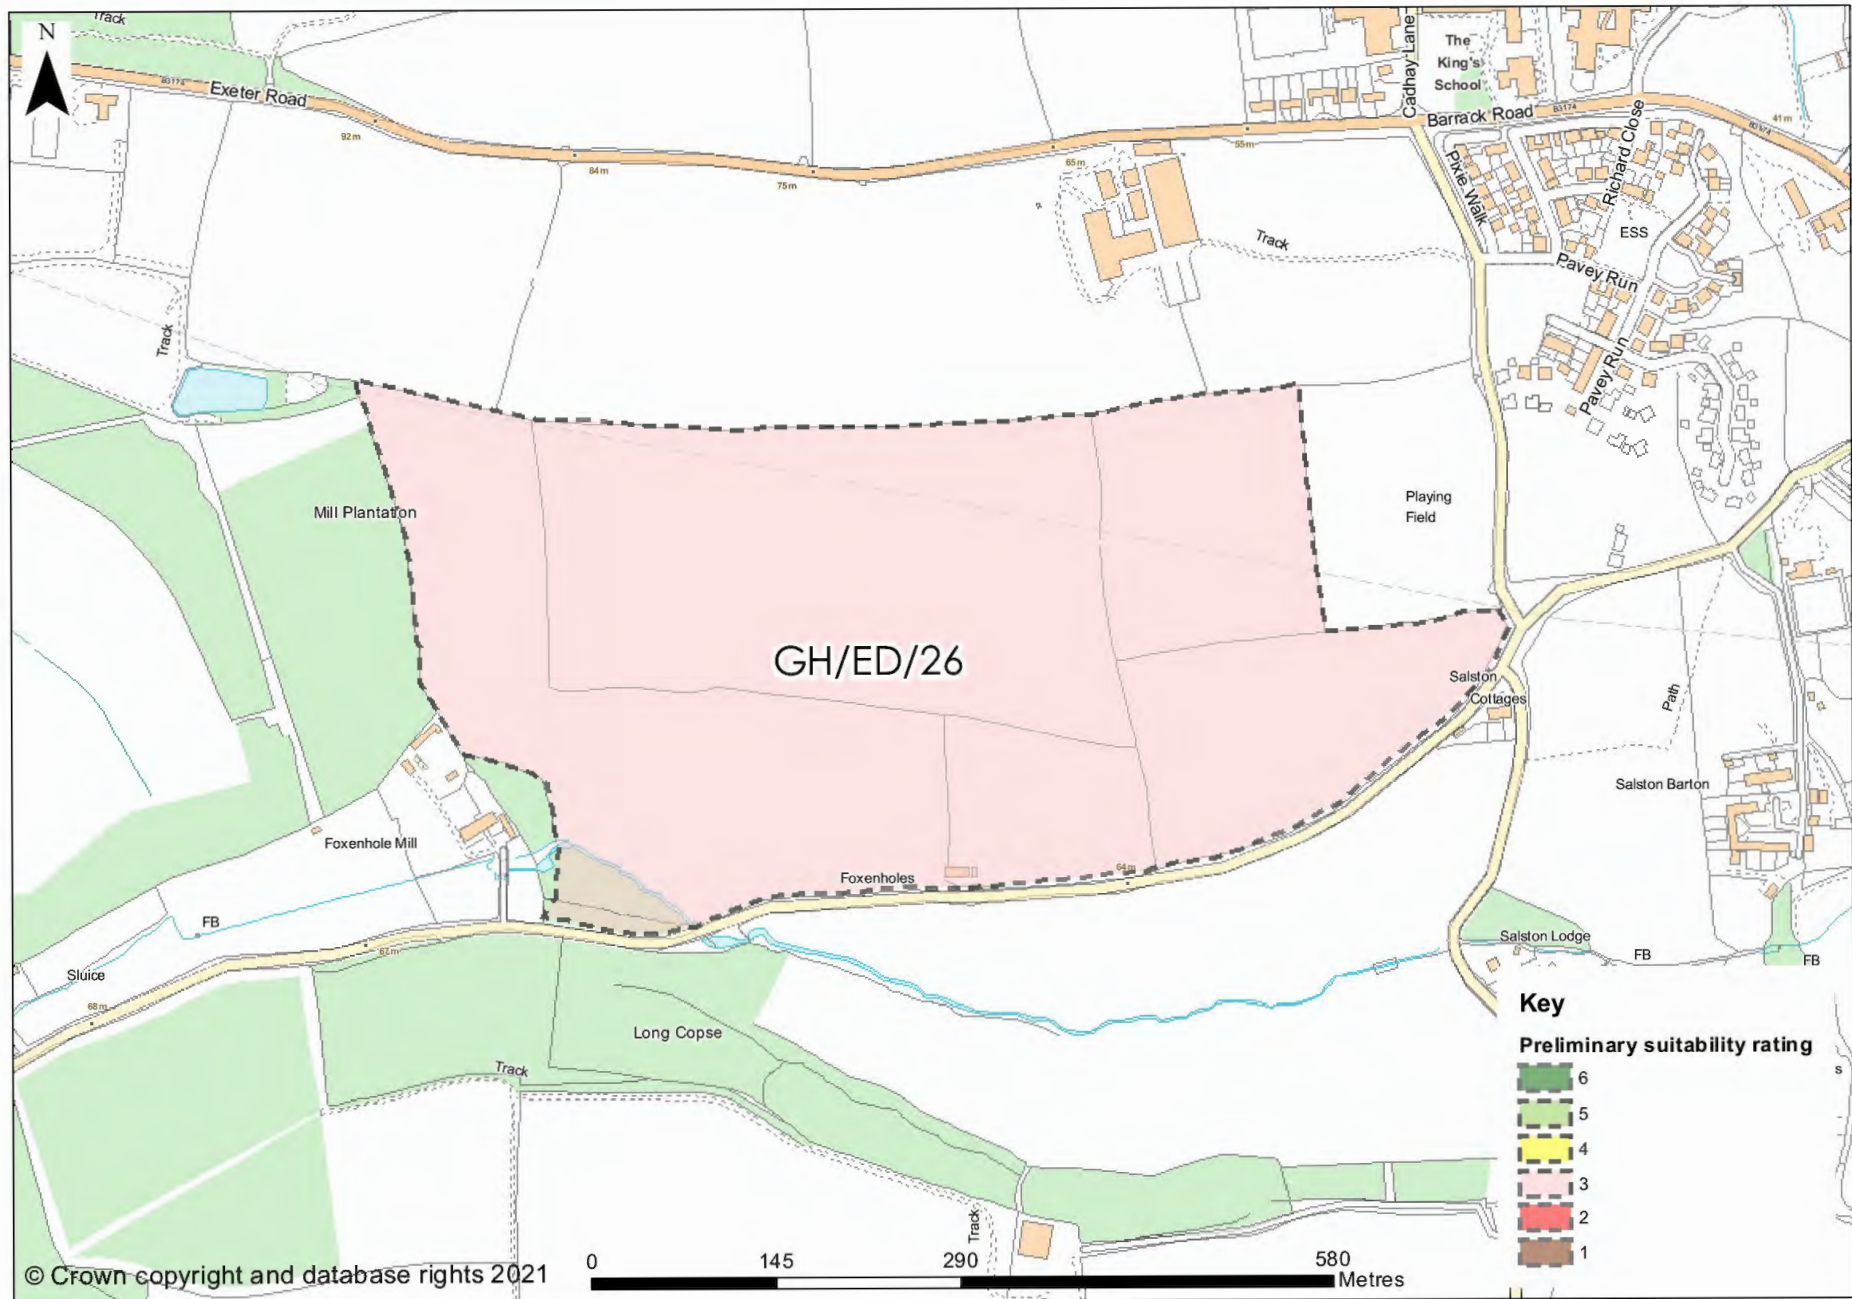 N
Track
Exeter Road
B3174
92m
84m
75m
65m
55m
Cadhay Lane
The King's School
Barrack Road
B3174
B3174
41m
Pixie Walk
Richard Close
ESS
Track
Pavey Run
Pavey Run
Track
Mill Plantation
Playing Field
GH/ED/26
Salston Cottages
Path
Salston Barton
Foxenhole Mill
Foxenholes
64m
FB
67m
Sluice
68m
Salston Lodge
FB
FB
Long Copse
Track
Track
Key
Preliminary suitability rating
6
5
4
3
2
1
s
0 145 290 580
Metres
© Crown copyright and database rights 2021